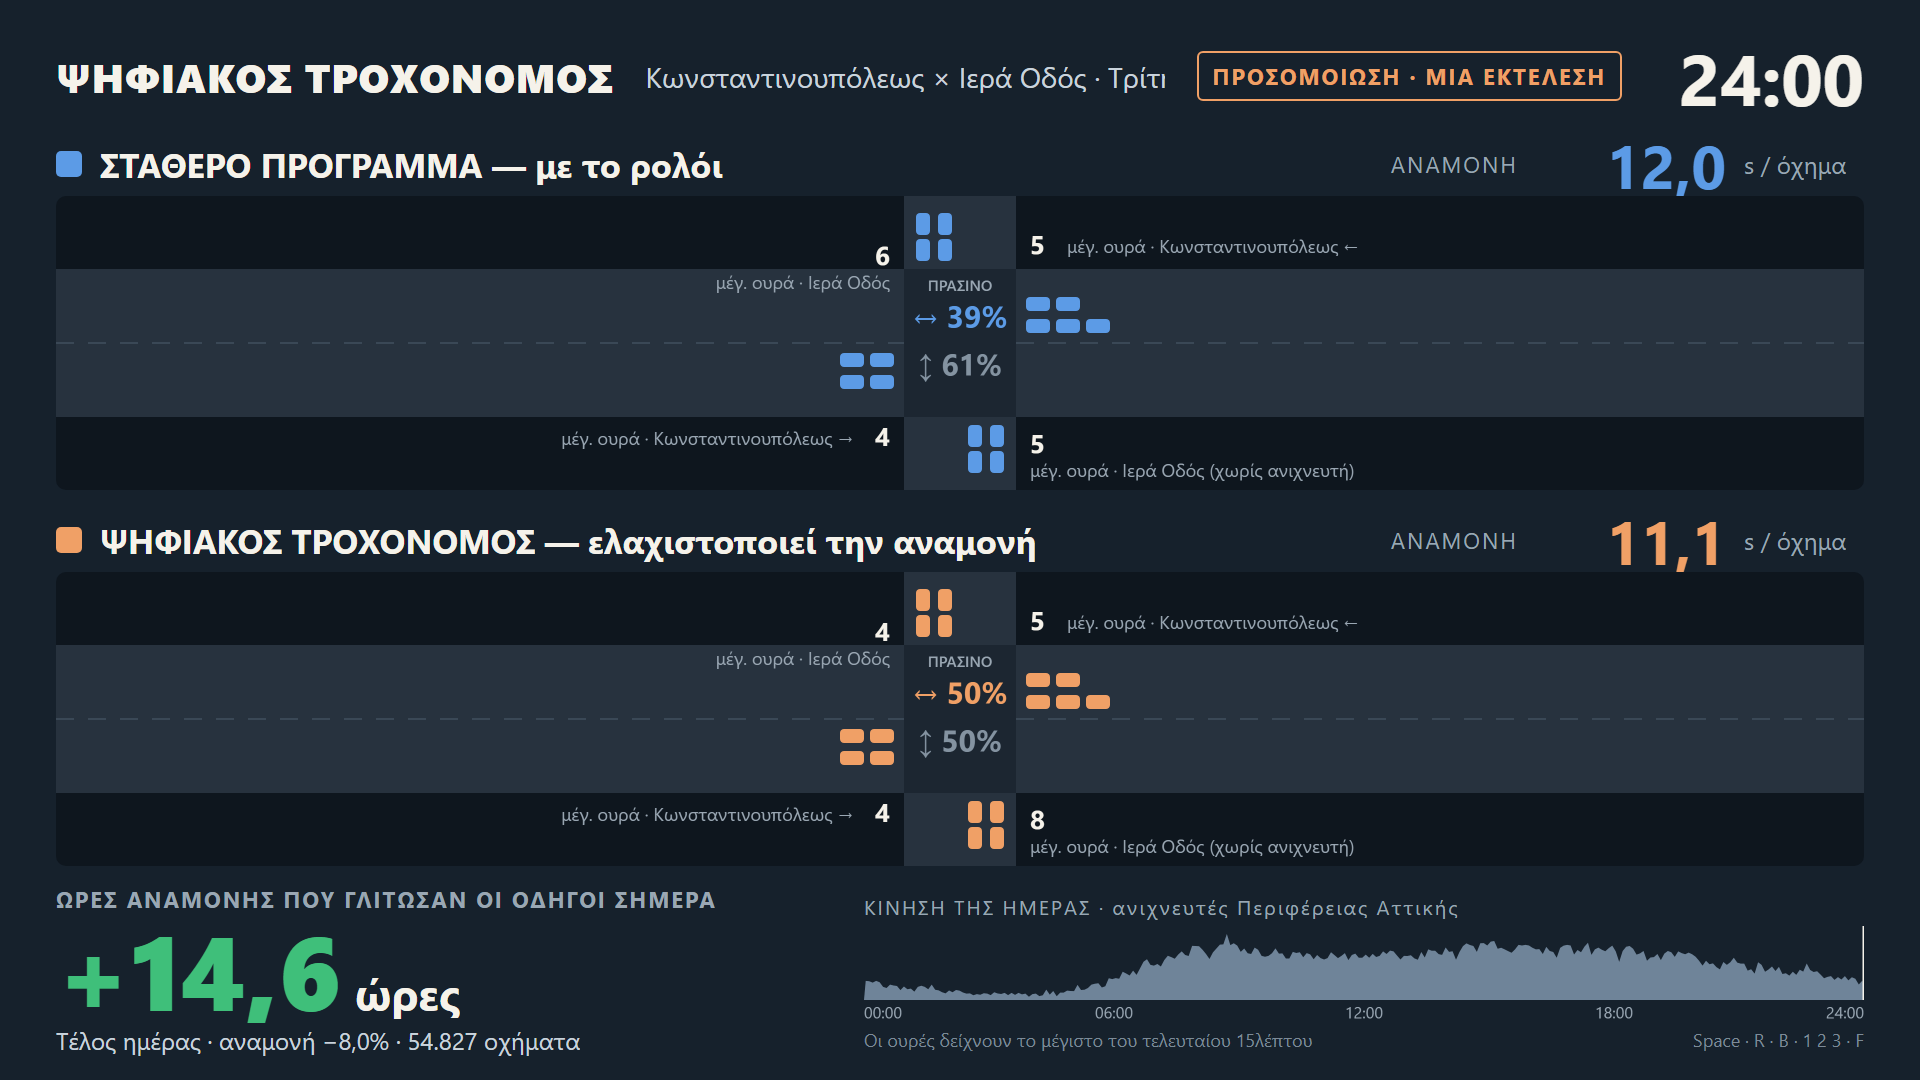 ΨΗΦΙΑΚΟΣ ΤΡΟΧΟΝΟΜΟΣ Κωνσταντινουπόλεως × Ιερά Οδός · ΠΡΟΣΟΜΟΙΩΣΗ · ΜΙΑ ΕΚΤΕΛΕΣΗ 24:00
ΣΤΑΘΕΡΟ ΠΡΟΓΡΑΜΜΑ — με το ρολόι ΑΝΑΜΟΝΗ 12,0 s / όχημα
6
μέγ. ουρά · Ιερά Οδός
5 μέγ. ουρά · Κωνσταντινουπόλεως ←
ΠΡΑΣΙΝΟ
↔ 39%
↕ 61%
μέγ. ουρά · Κωνσταντινουπόλεως → 4
5
μέγ. ουρά · Ιερά Οδός (χωρίς ανιχνευτή)
ΨΗΦΙΑΚΟΣ ΤΡΟΧΟΝΟΜΟΣ — ελαχιστοποιεί την αναμονή ΑΝΑΜΟΝΗ 11,1 s / όχημα
4
μέγ. ουρά · Ιερά Οδός
5 μέγ. ουρά · Κωνσταντινουπόλεως ←
ΠΡΑΣΙΝΟ
↔ 50%
↕ 50%
μέγ. ουρά · Κωνσταντινουπόλεως → 4
8
μέγ. ουρά · Ιερά Οδός (χωρίς ανιχνευτή)
ΩΡΕΣ ΑΝΑΜΟΝΗΣ ΠΟΥ ΓΛΙΤΩΣΑΝ ΟΙ ΟΔΗΓΟΙ ΣΗΜΕΡΑ
+14,6 ώρες
Τέλος ημέρας · αναμονή −8,0% · 54.827 οχήματα
ΚΙΝΗΣΗ ΤΗΣ ΗΜΕΡΑΣ · ανιχνευτές Περιφέρειας Αττικής
00:00 06:00 12:00 18:00 24:00
Οι ουρές δείχνουν το μέγιστο του τελευταίου 15λέπτου
Space · R · B · 1 2 3 · F